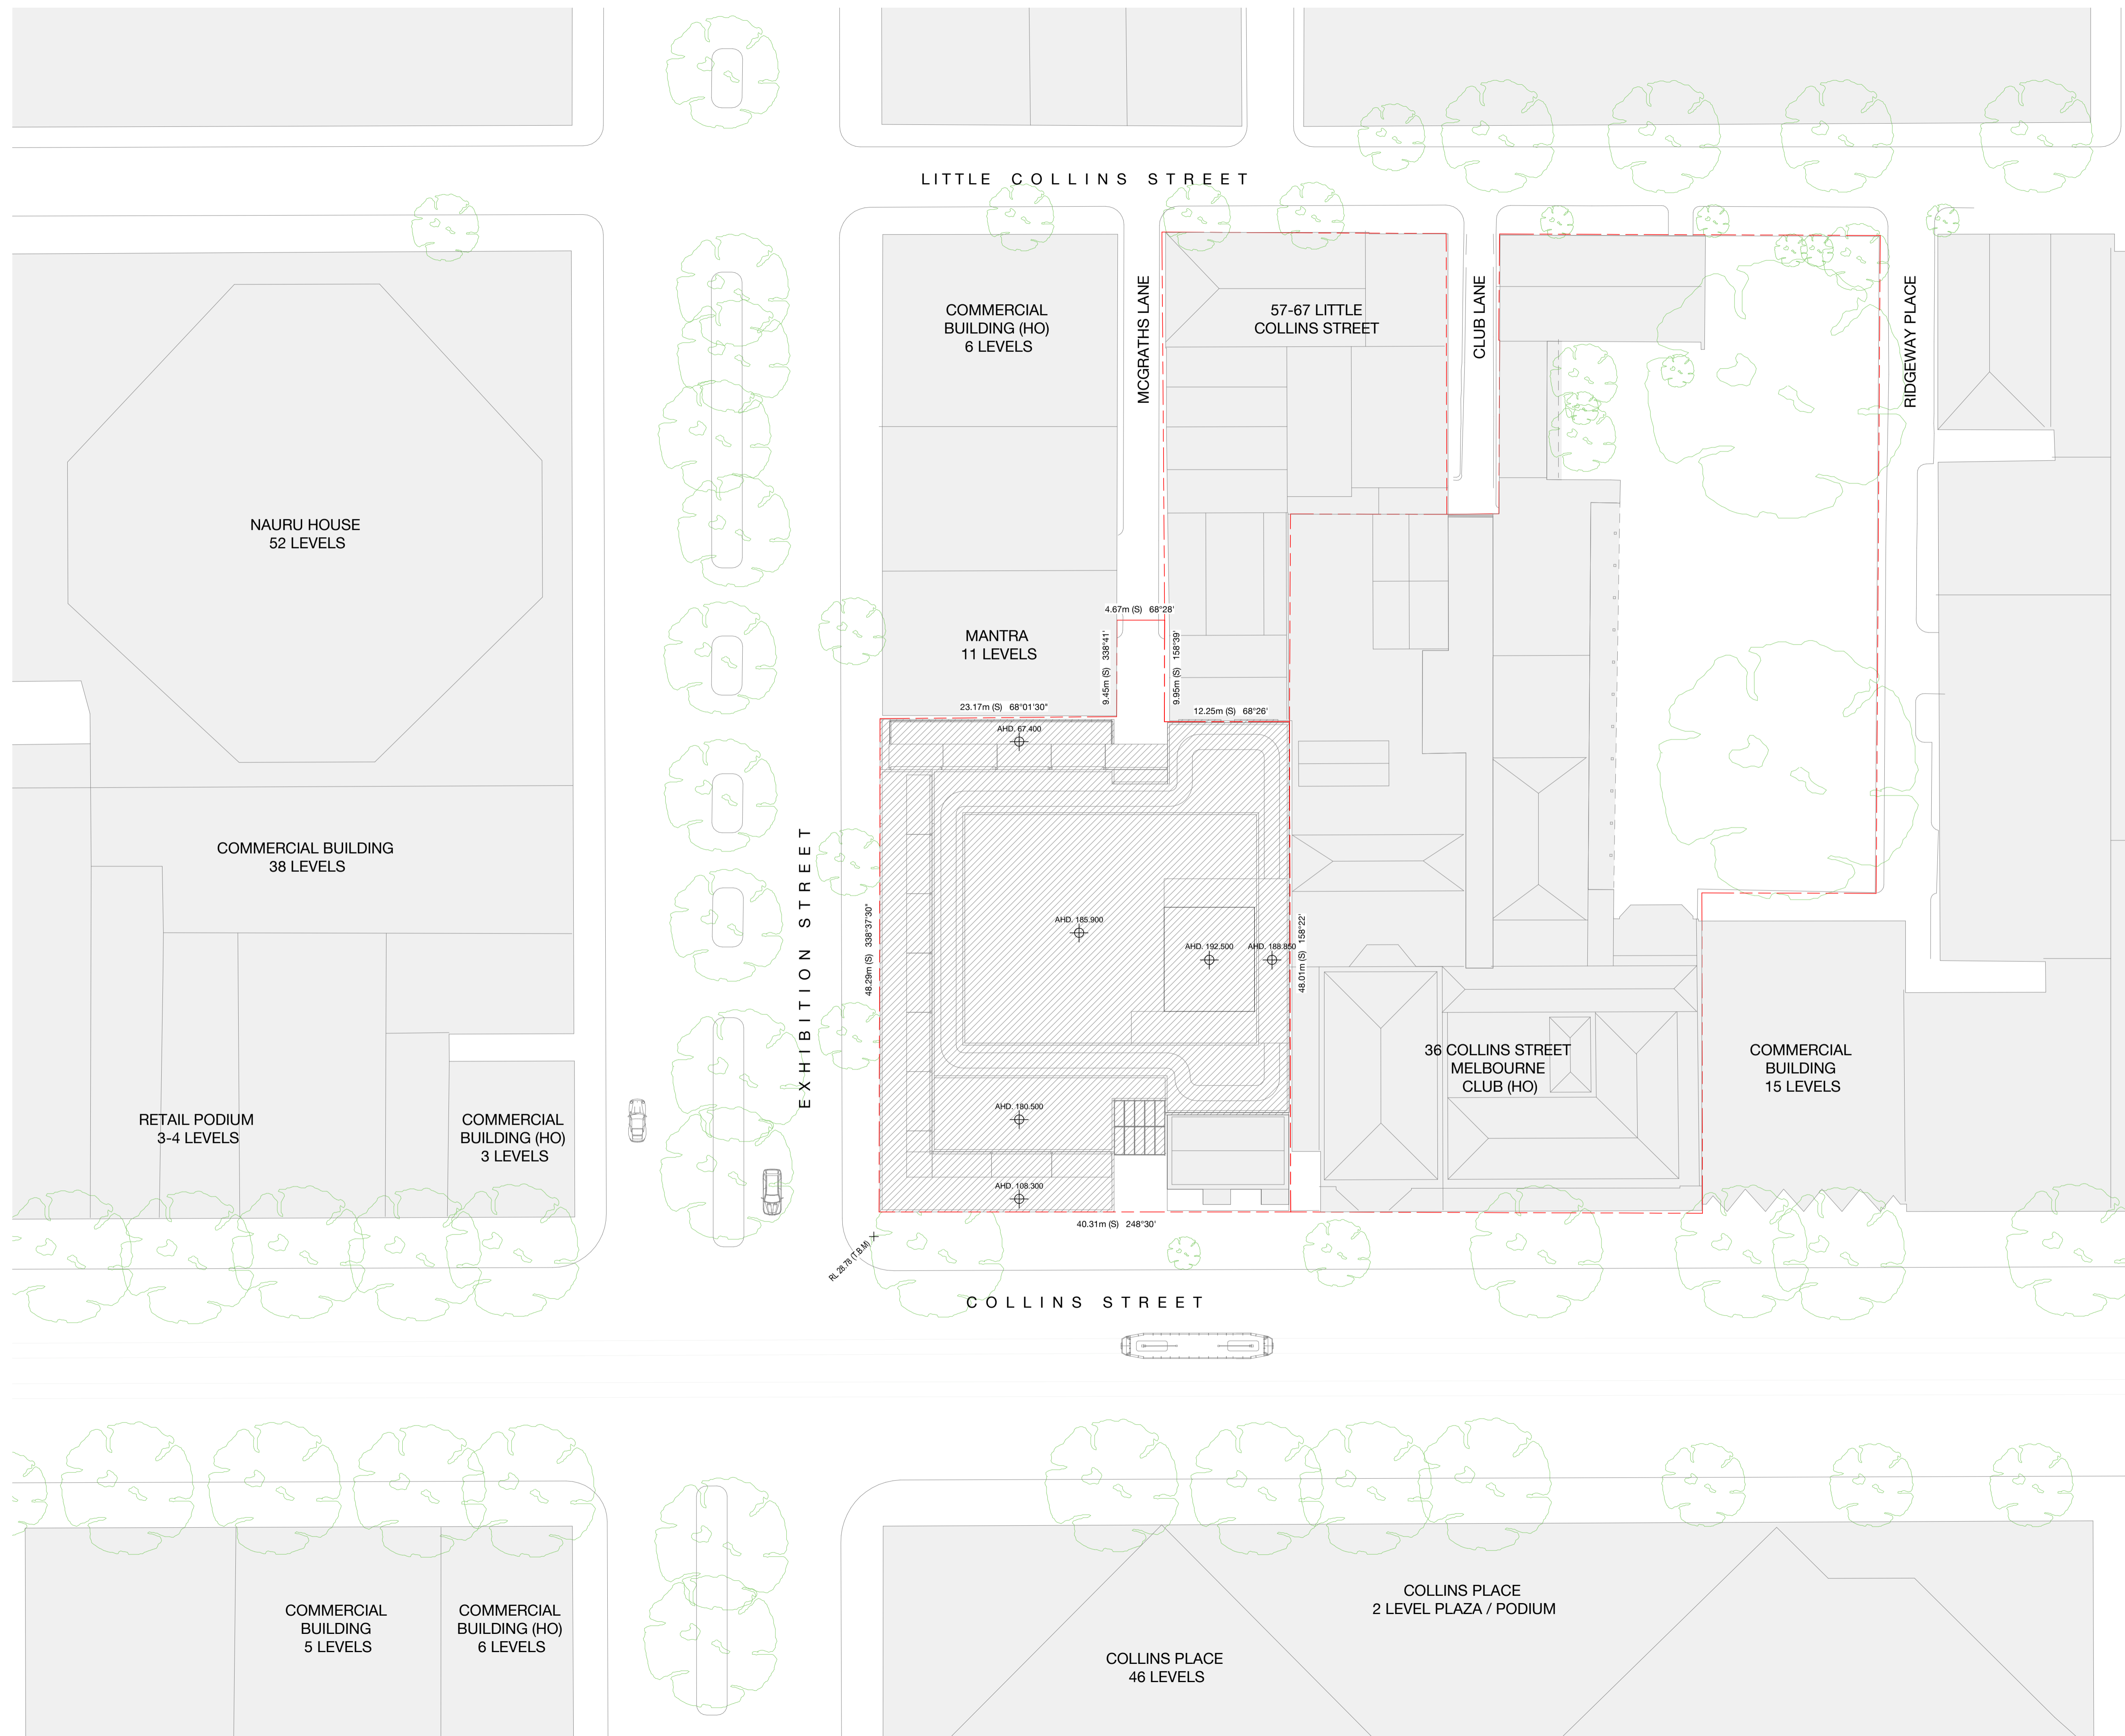 LITTLE COLLINS STREET
COMMERCIAL
BUILDING (HO)
6 LEVELS
MCGRATHS LANE
57-67 LITTLE
COLLINS STREET
CLUB LANE
RIDGEWAY PLACE
NAURU HOUSE
52 LEVELS
4.67m (S) 68°28'
MANTRA
11 LEVELS
9.45m (S) 338°41'
9.95m (S) 158°39'
23.17m (S) 68°01'30"
12.25m (S) 68°26'
AHD. 67.400
COMMERCIAL BUILDING
38 LEVELS
EXHIBITION STREET
48.29m (S) 338°37'30"
AHD. 185.900
AHD. 192.500
AHD. 188.850
48.01m (S) 158°22'
36 COLLINS STREET
MELBOURNE
CLUB (HO)
COMMERCIAL
BUILDING
15 LEVELS
RETAIL PODIUM
3-4 LEVELS
COMMERCIAL
BUILDING (HO)
3 LEVELS
AHD. 180.500
AHD. 108.300
40.31m (S) 248°30'
RL 28.78 (T.B.M)
COLLINS STREET
COMMERCIAL
BUILDING
5 LEVELS
COMMERCIAL
BUILDING (HO)
6 LEVELS
COLLINS PLACE
2 LEVEL PLAZA / PODIUM
COLLINS PLACE
46 LEVELS